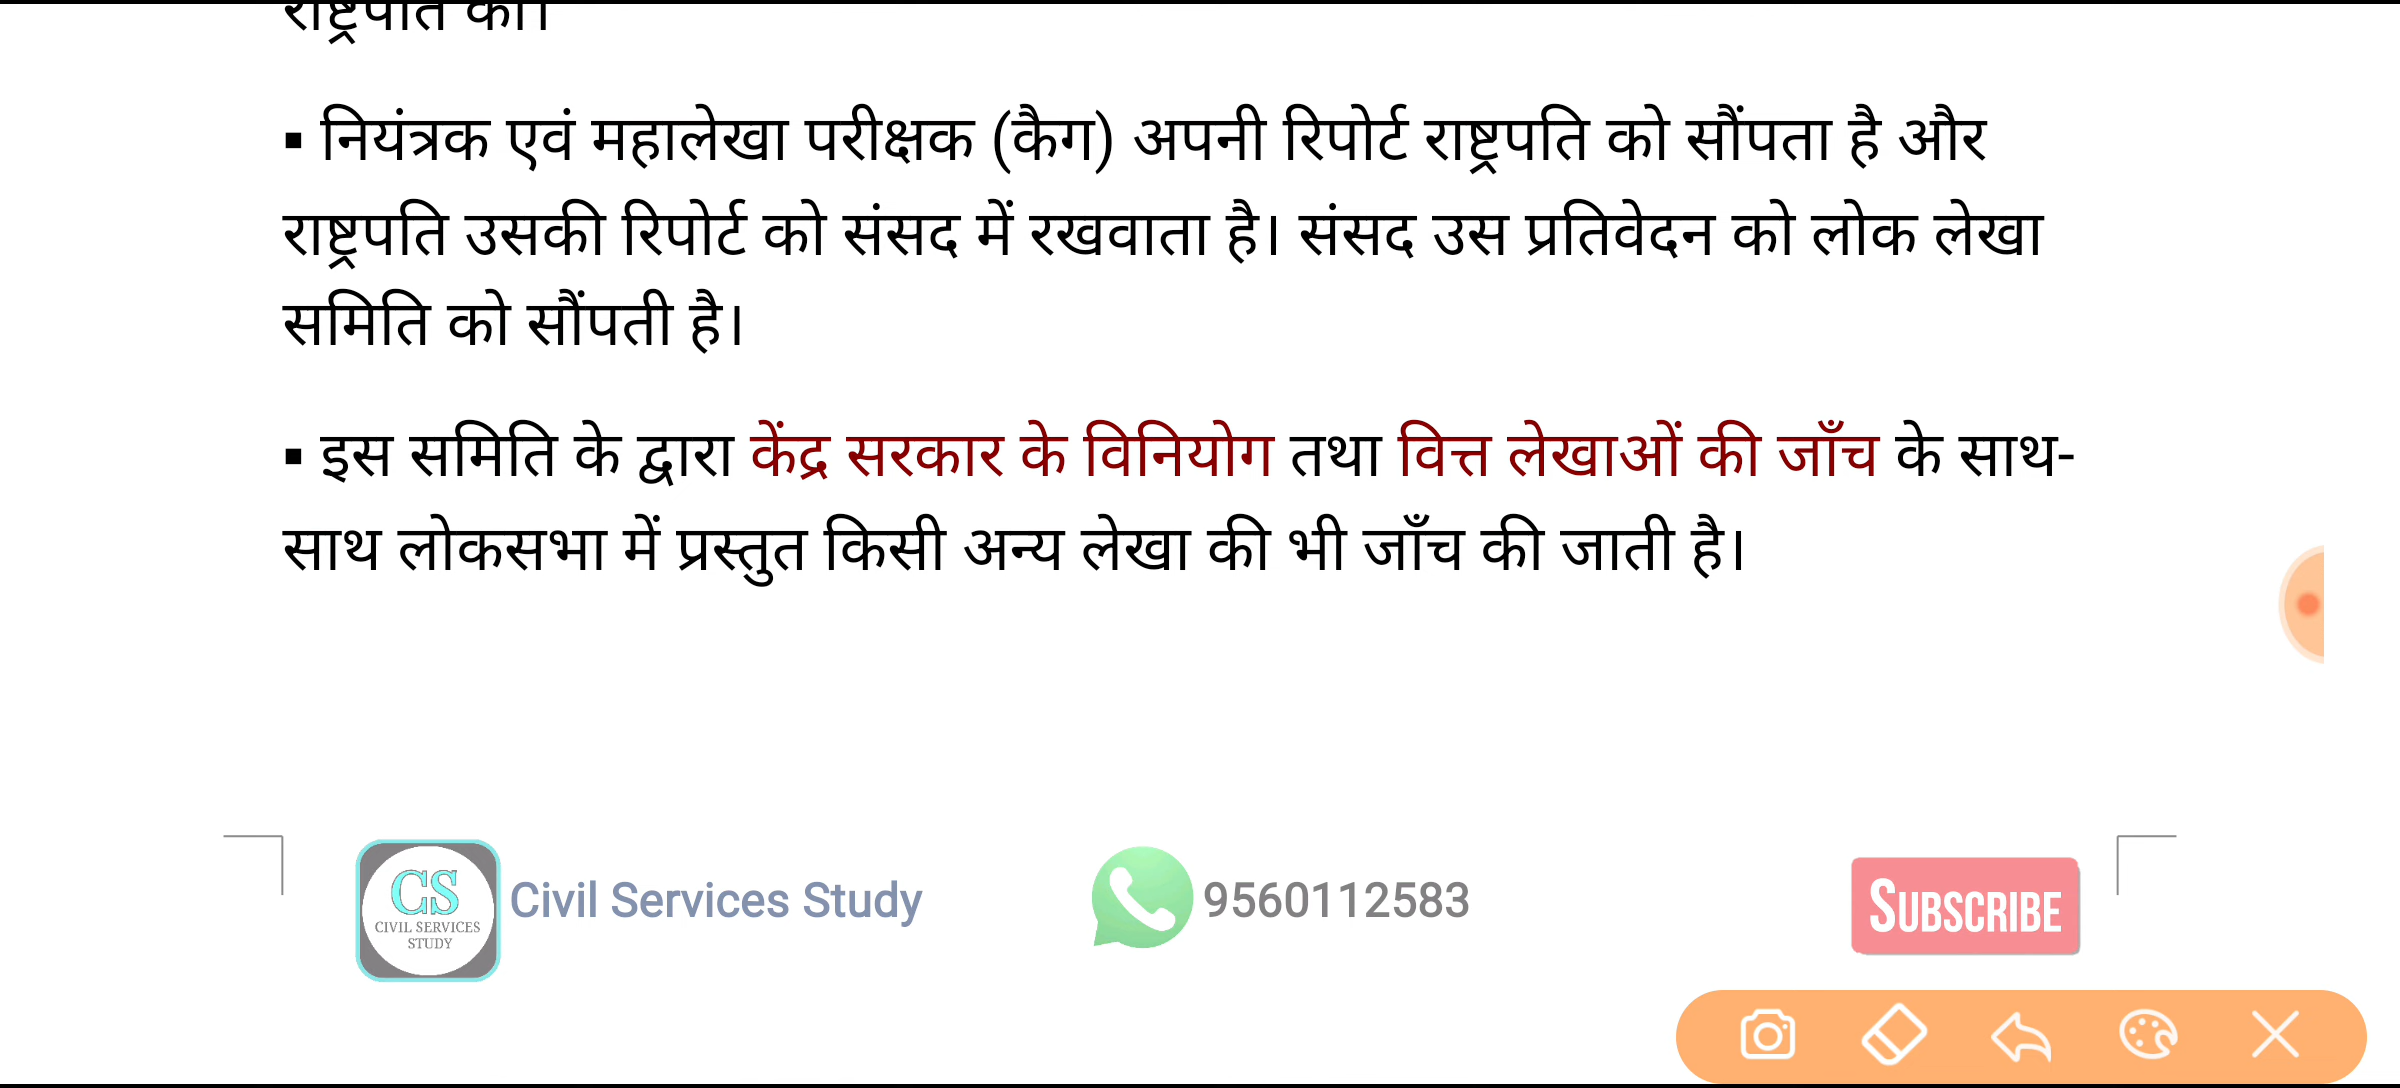 राष्ट्रपति को।
▪ नियंत्रक एवं महालेखा परीक्षक (कैग) अपनी रिपोर्ट राष्ट्रपति को सौंपता है और
राष्ट्रपति उसकी रिपोर्ट को संसद में रखवाता है। संसद उस प्रतिवेदन को लोक लेखा
समिति को सौंपती है।
▪ इस समिति के द्वारा केंद्र सरकार के विनियोग तथा वित्त लेखाओं की जाँच के साथ-
साथ लोकसभा में प्रस्तुत किसी अन्य लेखा की भी जाँच की जाती है।
CS
CIVIL SERVICES
STUDY
Civil Services Study
9560112583
SUBSCRIBE